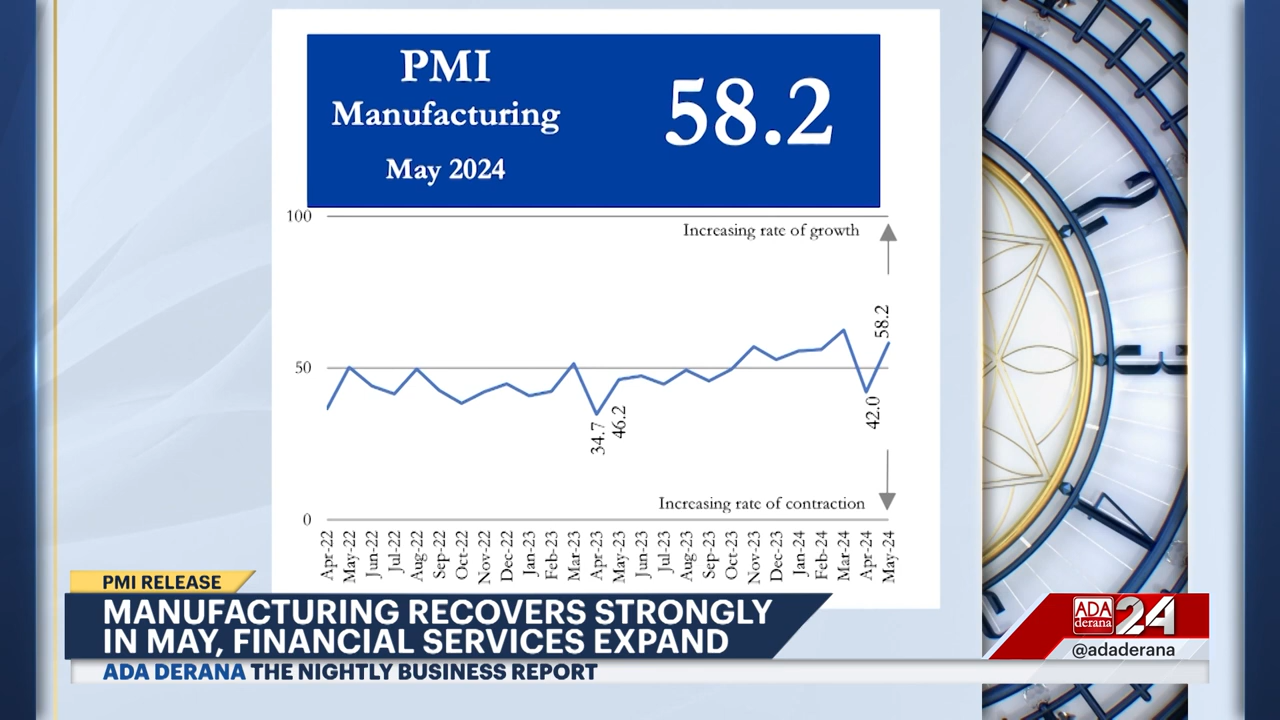 PMI
Manufacturing
May 2024
58.2
100
Increasing rate of growth
58.2
50
34.7
46.2
42.0
Increasing rate of contraction
0
Apr-22
May-22
Jun-22
Jul-22
Aug-22
Sep-22
Oct-22
Nov-22
Dec-22
Jan-23
Feb-23
Mar-23
Apr-23
May-23
Jun-23
Jul-23
Aug-23
Sep-23
Oct-23
Nov-23
Dec-23
Jan-24
Feb-24
Mar-24
Apr-24
May-24
2
3
4
PMI RELEASE
MANUFACTURING RECOVERS STRONGLY
IN MAY, FINANCIAL SERVICES EXPAND
ADA DERANA THE NIGHTLY BUSINESS REPORT
ADA
derana
24
@adaderana